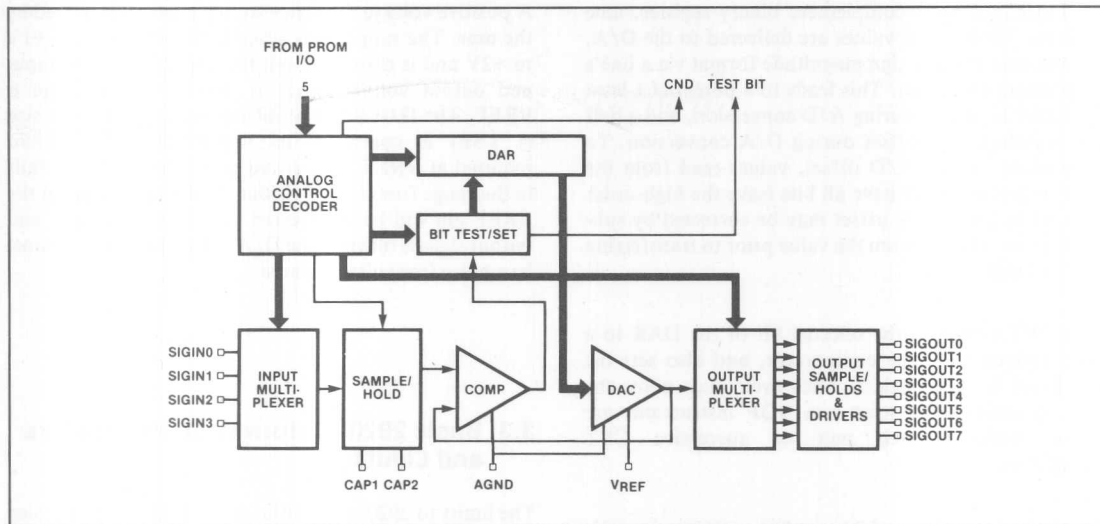 FROM PROM
I/O
5
CND
TEST BIT
DAR
ANALOG
CONTROL
DECODER
BIT TEST/SET
SIGIN0
SIGIN1
SIGIN2
SIGIN3
INPUT
MULTI-
PLEXER
SAMPLE/
HOLD
COMP
DAC
OUTPUT
MULTI-
PLEXER
OUTPUT
SAMPLE/
HOLDS
&
DRIVERS
SIGOUT0
SIGOUT1
SIGOUT2
SIGOUT3
SIGOUT4
SIGOUT5
SIGOUT6
SIGOUT7
CAP1
CAP2
AGND
VREF